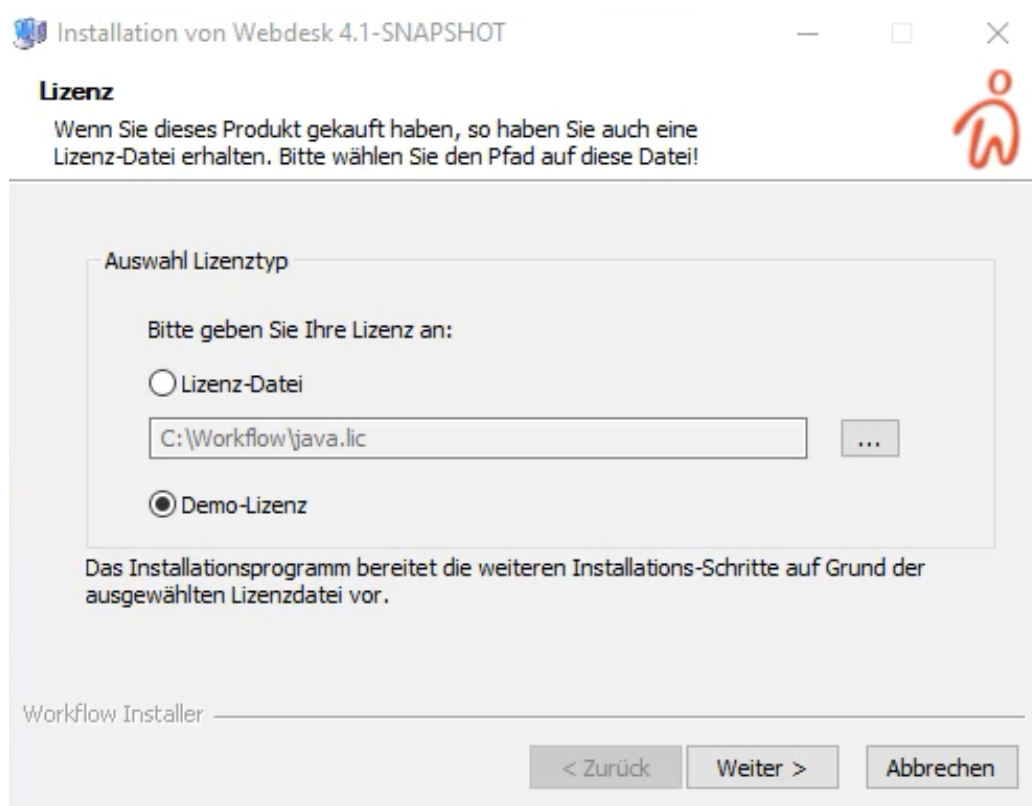 Installation von Webdesk 4.1-SNAPSHOT
Lizenz
Wenn Sie dieses Produkt gekauft haben, so haben Sie auch eine
Lizenz-Datei erhalten. Bitte wählen Sie den Pfad auf diese Datei!
Auswahl Lizenztyp
Bitte geben Sie Ihre Lizenz an:
Lizenz-Datei
C:\Workflow\java.lic
...
Demo-Lizenz
Das Installationsprogramm bereitet die weiteren Installations-Schritte auf Grund der
ausgewählten Lizenzdatei vor.
Workflow Installer
< Zurück Weiter > Abbrechen